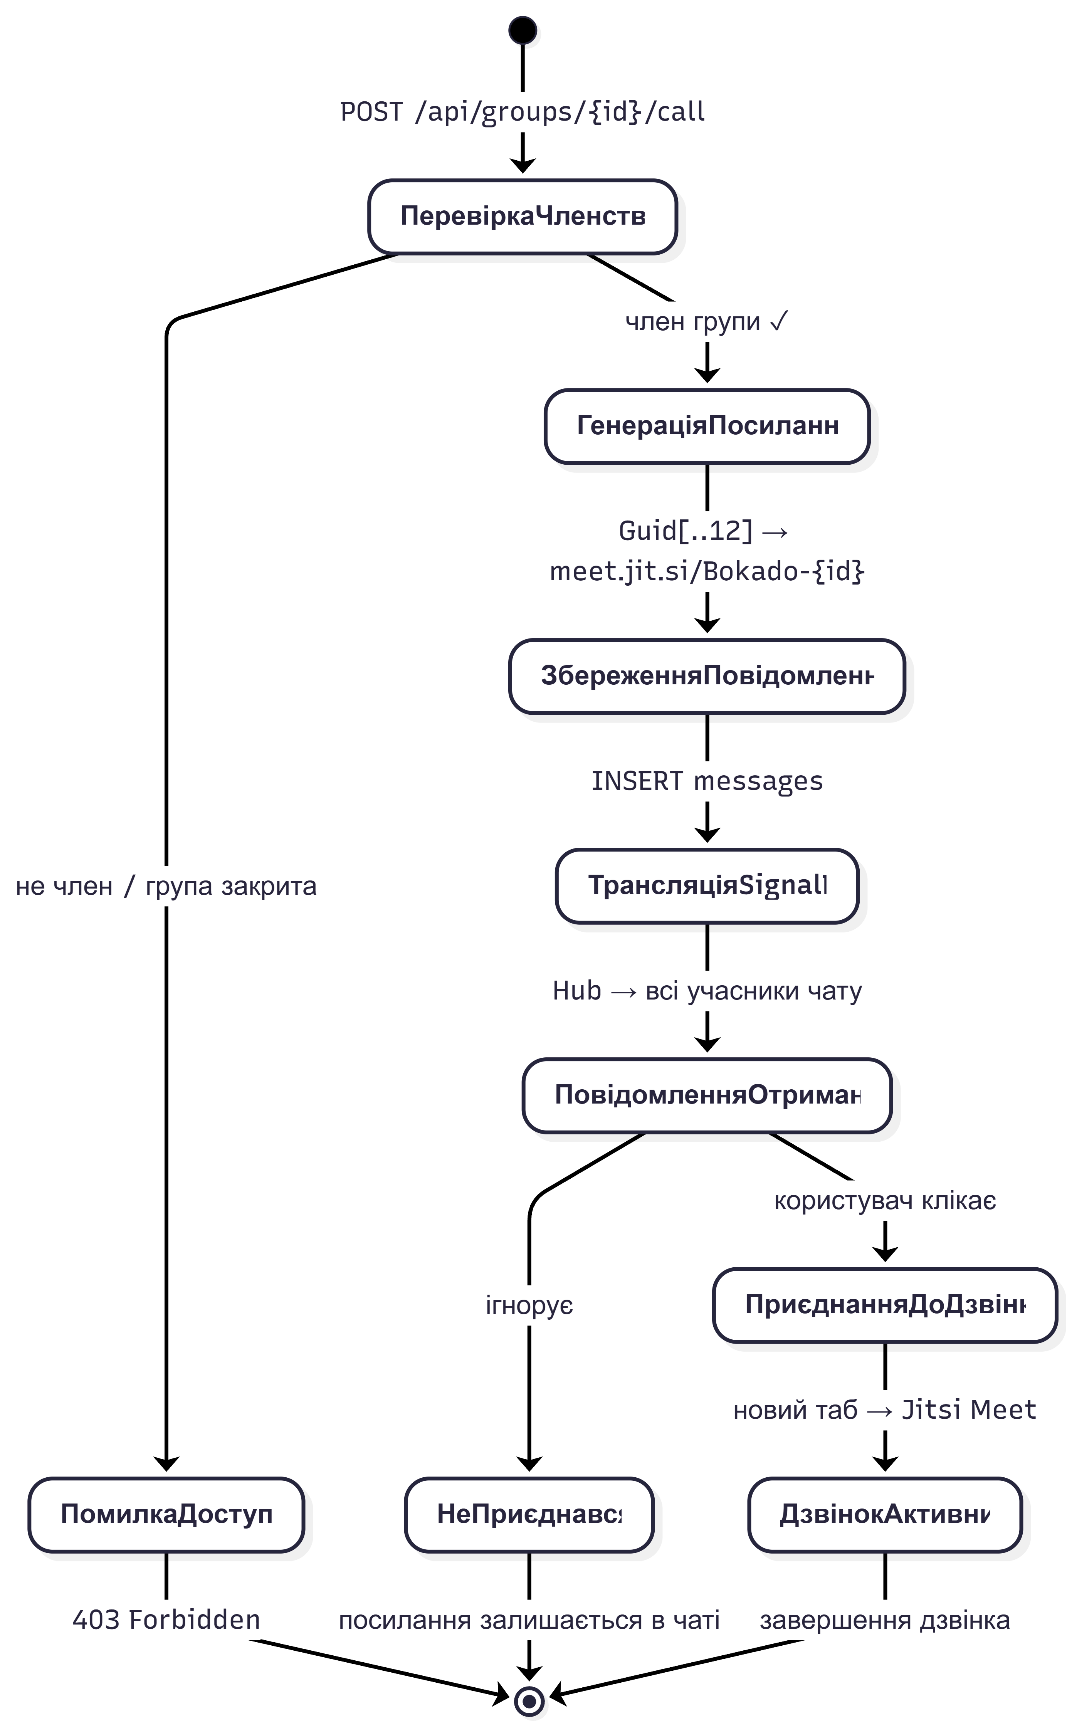 POST /api/groups/{id}/call
ПеревіркаЧленств
член групи ✓
ГенераціяПосиланн
Guid[..12] →
meet.jit.si/Bokado-{id}
ЗбереженняПовідомлен
INSERT messages
ТрансляціяSignal
не член / група закрита
Hub → всі учасники чату
ПовідомленняОтриман
користувач клікає
ігнорує
ПриєднанняДоДзвін
новий таб → Jitsi Meet
ПомилкаДоступ
НеПриєднався
ДзвінокАктивни
403 Forbidden
посилання залишається в чаті
завершення дзвінка